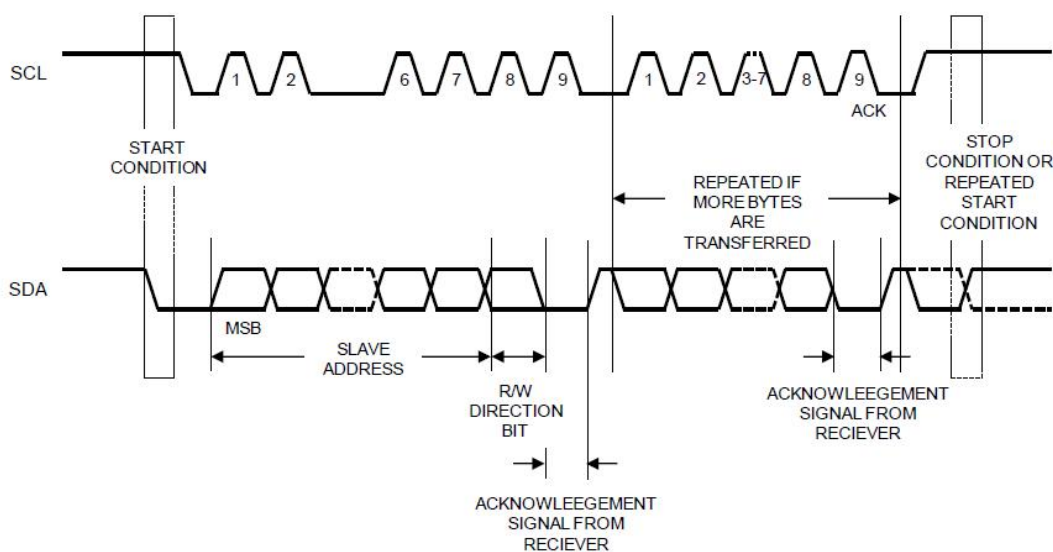 SCL
1 2 6 7 8 9 1 2 3-7 8 9
ACK
START
CONDITION
STOP
CONDITION OR
REPEATED
START
CONDITION
REPEATED IF
MORE BYTES
ARE
TRANSFERRED
SDA
MSB
SLAVE
ADDRESS
R/W
DIRECTION
BIT
ACKNOWLEEGEMENT
SIGNAL FROM
RECIEVER
ACKNOWLEEGEMENT
SIGNAL FROM
RECIEVER